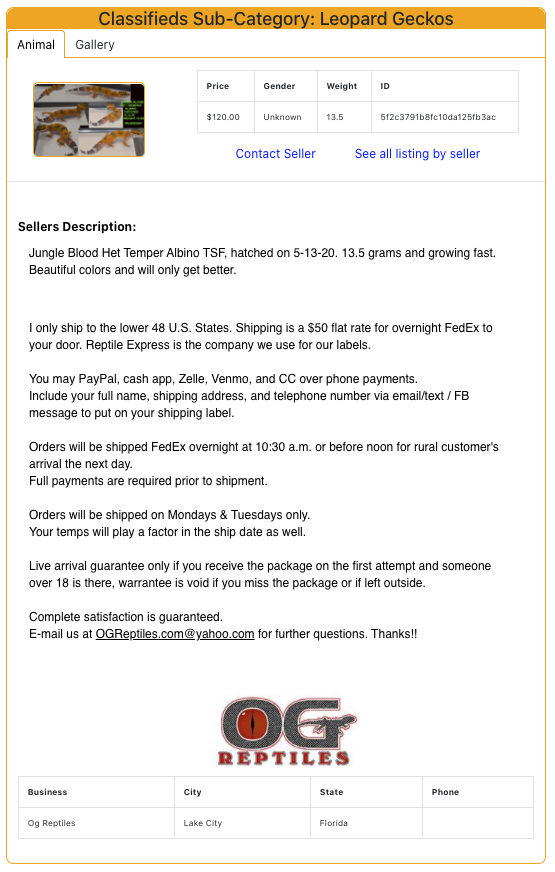 Classifieds Sub-Category: Leopard Geckos
Animal Gallery
Price Gender Weight ID
$120.00 Unknown 13.5 5f2c3791b8fc10da125fb3ac
Contact Seller See all listing by seller
Sellers Description:
Jungle Blood Het Temper Albino TSF, hatched on 5-13-20. 13.5 grams and growing fast.
Beautiful colors and will only get better.
I only ship to the lower 48 U.S. States. Shipping is a $50 flat rate for overnight FedEx to
your door. Reptile Express is the company we use for our labels.
You may PayPal, cash app, Zelle, Venmo, and CC over phone payments.
Include your full name, shipping address, and telephone number via email/text / FB
message to put on your shipping label.
Orders will be shipped FedEx overnight at 10:30 a.m. or before noon for rural customer's
arrival the next day.
Full payments are required prior to shipment.
Orders will be shipped on Mondays & Tuesdays only.
Your temps will play a factor in the ship date as well.
Live arrival guarantee only if you receive the package on the first attempt and someone
over 18 is there, warrantee is void if you miss the package or if left outside.
Complete satisfaction is guaranteed.
E-mail us at OGReptiles.com@yahoo.com for further questions. Thanks!!
OG
REPTILES
Business City State Phone
Og Reptiles Lake City Florida